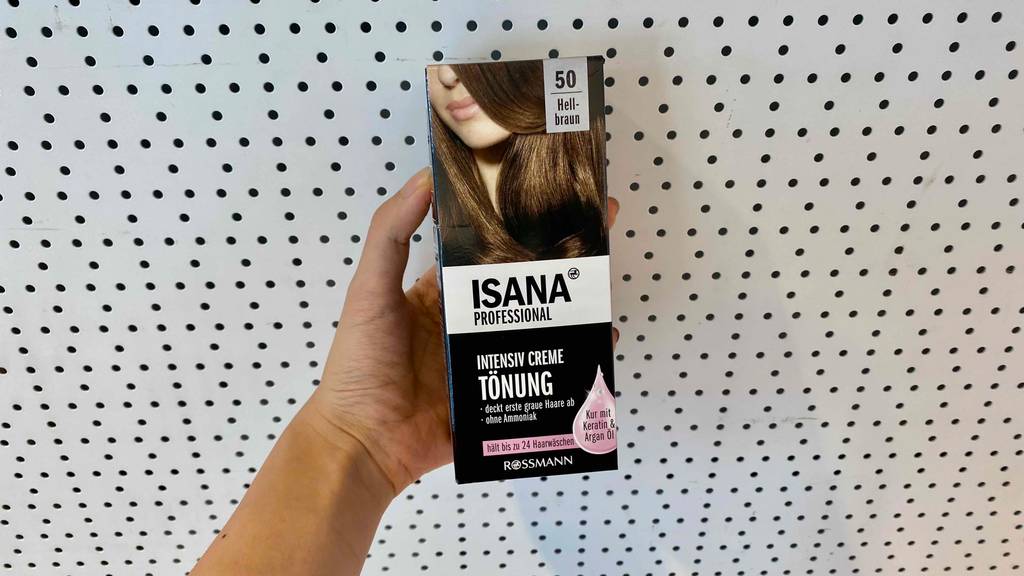 50
Hell-
braun
ISANA
PROFESSIONAL
INTENSIV CREME
TÖNUNG
· deckt erste graue Haare ab
· ohne Ammoniak
Kur mit
Keratin &
Argan Öl
hält bis zu 24 Haarwäschen
ROSSMANN